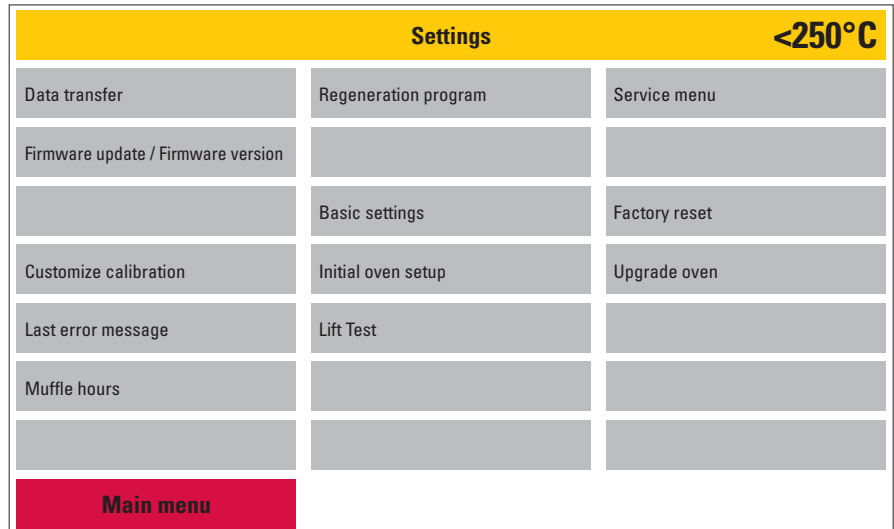 Settings
<250°C
Data transfer
Regeneration program
Service menu
Firmware update / Firmware version
Basic settings
Factory reset
Customize calibration
Initial oven setup
Upgrade oven
Last error message
Lift Test
Muffle hours
Main menu